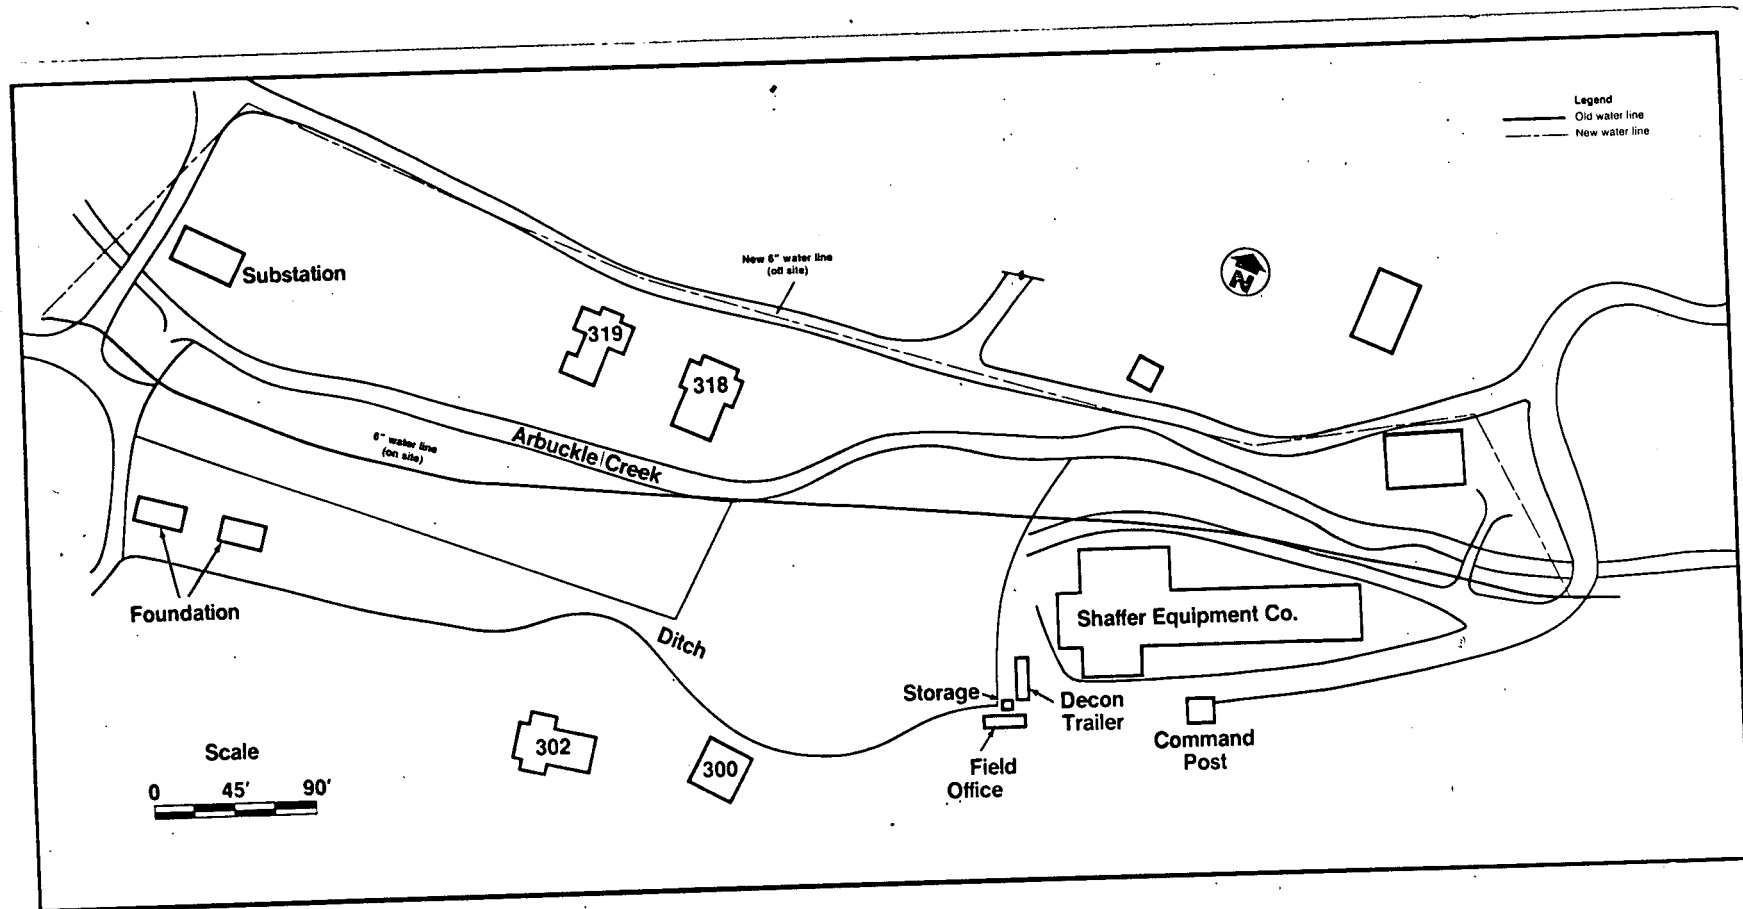 Legend
Old water line
New water line
New 6" water line
(off site)
N
Substation
319
318
6" water line
(on site)
Arbuckle Creek
Foundation
Ditch
Shaffer Equipment Co.
Storage
Decon
Trailer
Field
Office
Command
Post
302
300
Scale
0 45' 90'